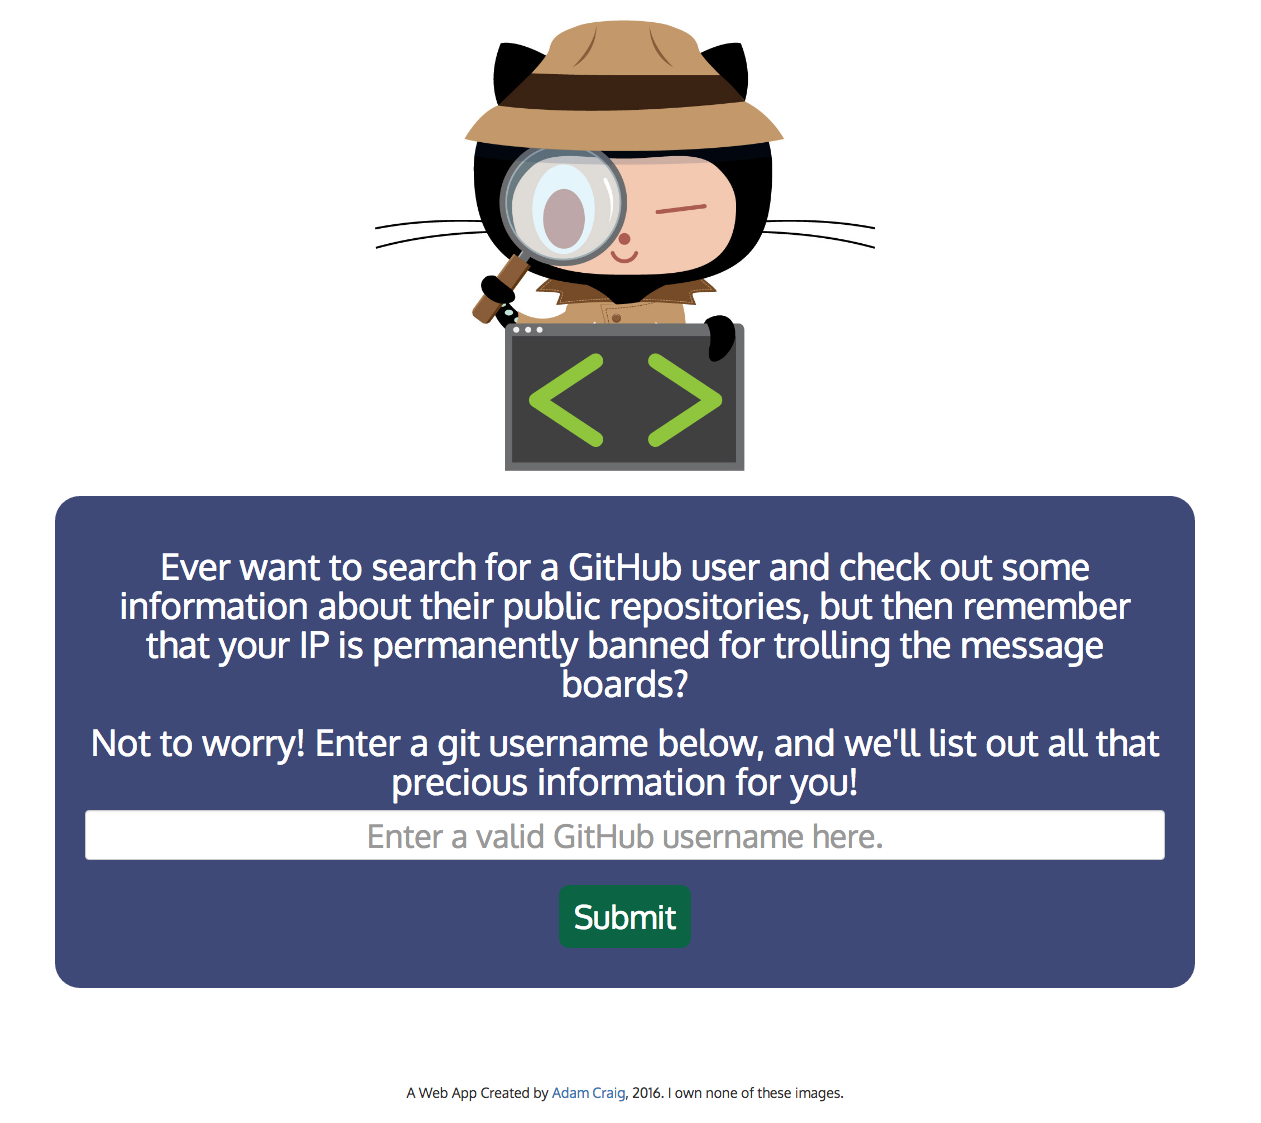 < >
Ever want to search for a GitHub user and check out some
information about their public repositories, but then remember
that your IP is permanently banned for trolling the message
boards?
Not to worry! Enter a git username below, and we'll list out all that
precious information for you!
Enter a valid GitHub username here.
Submit
A Web App Created by Adam Craig, 2016. I own none of these images.